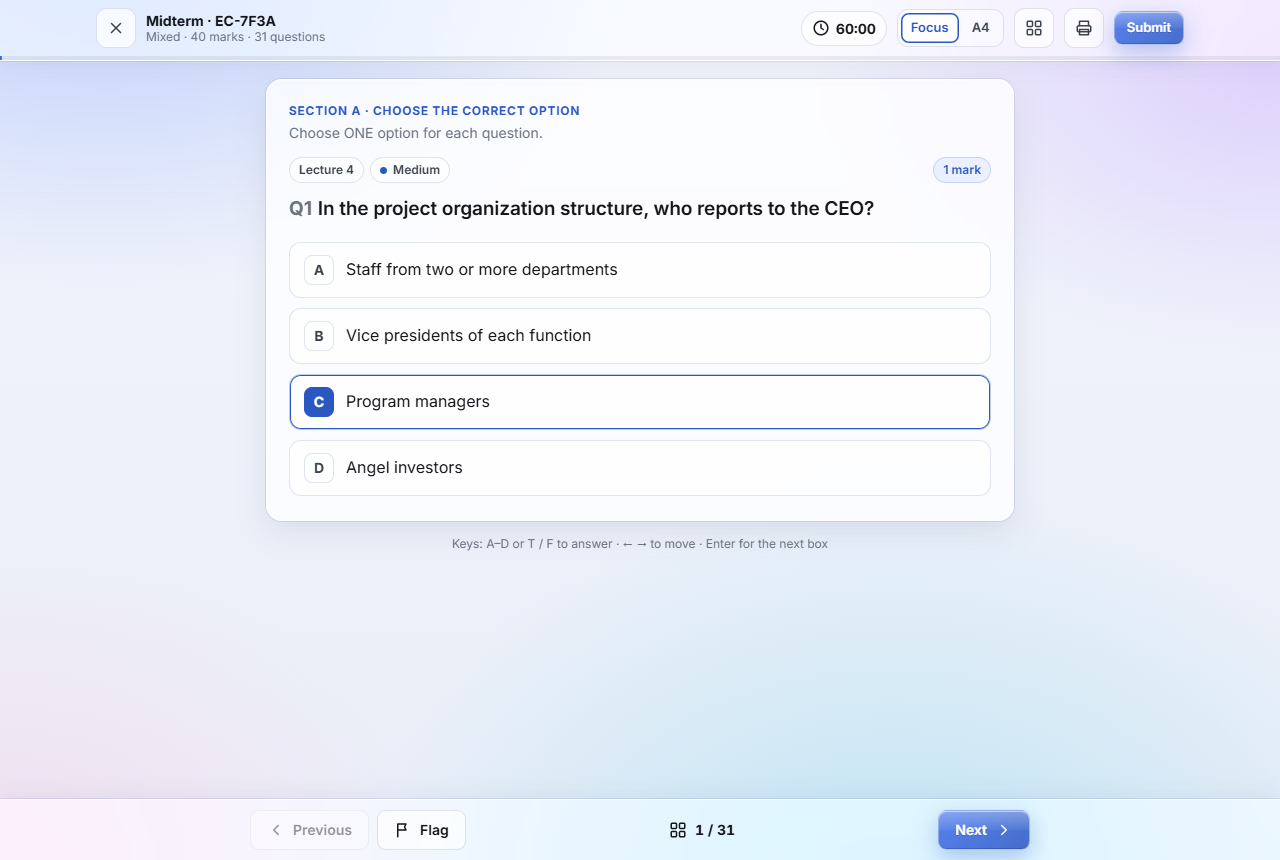 Midterm · EC-7F3A
Mixed · 40 marks · 31 questions
60:00
Focus
A4
Submit
SECTION A · CHOOSE THE CORRECT OPTION
Choose ONE option for each question.
Lecture 4
Medium
1 mark
Q1 In the project organization structure, who reports to the CEO?
A Staff from two or more departments
B Vice presidents of each function
C Program managers
D Angel investors
Keys: A–D or T / F to answer · ← → to move · Enter for the next box
Previous
Flag
1 / 31
Next